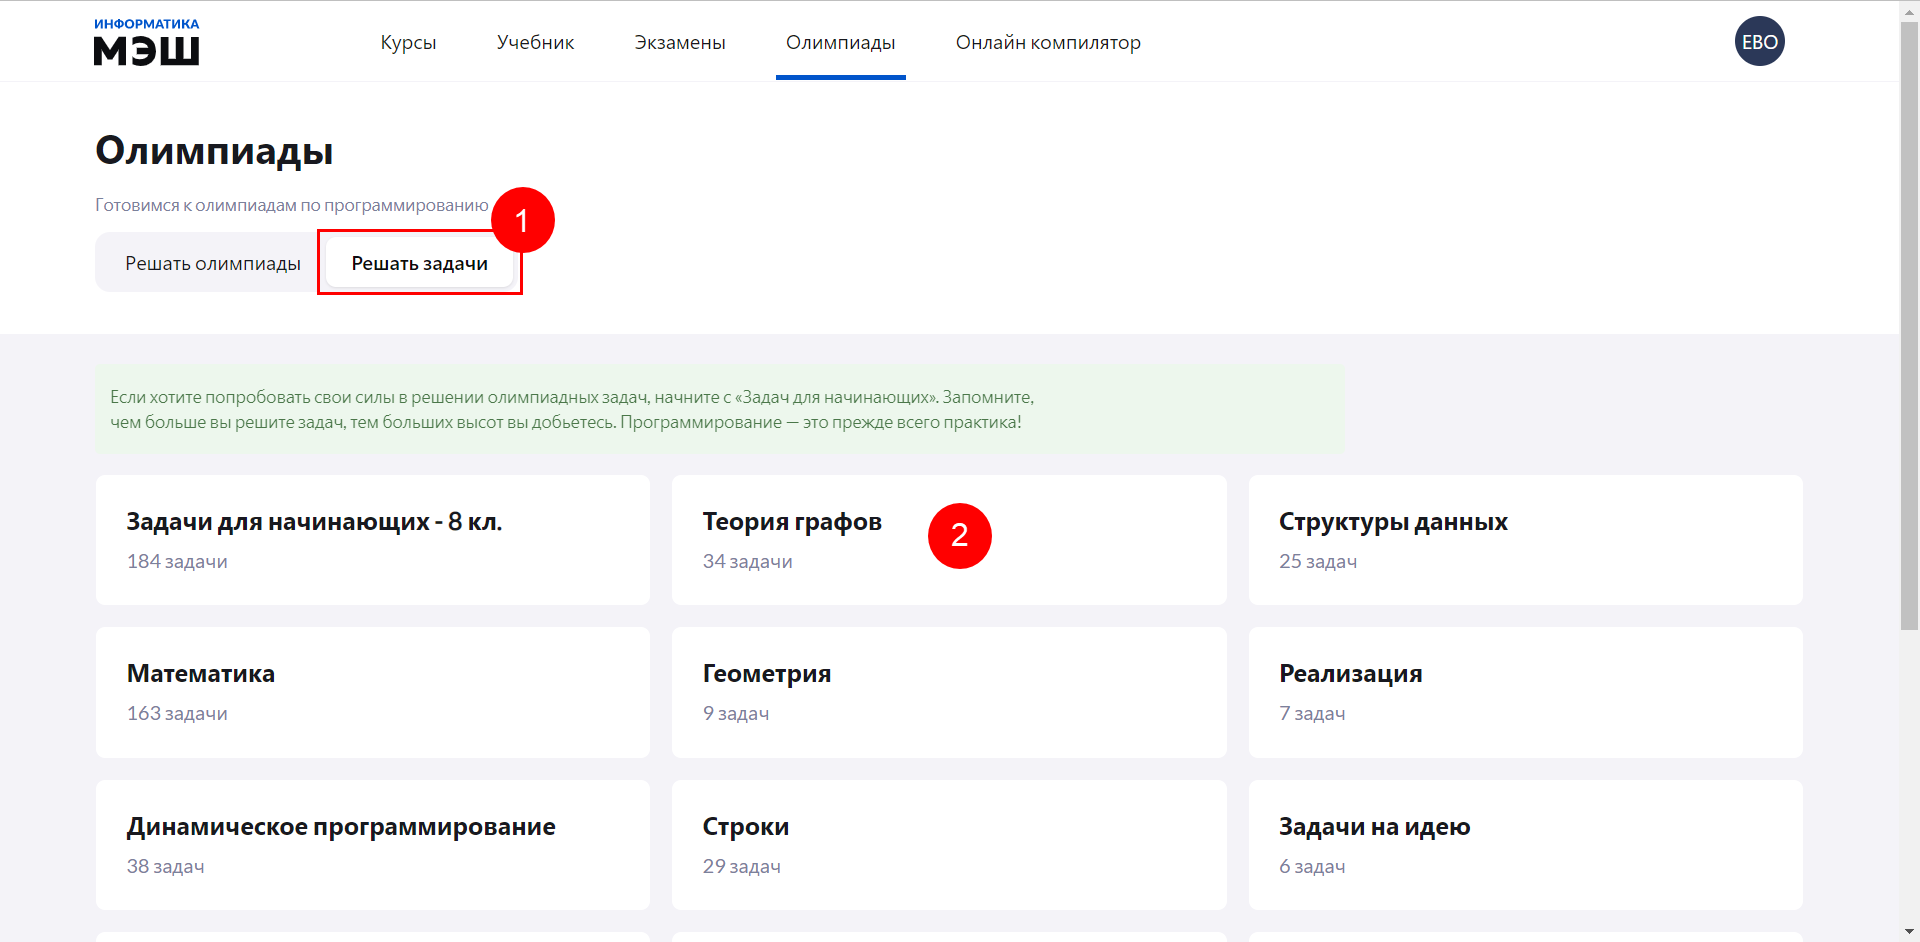 ИНФОРМАТИКА
МЭШ
Курсы
Учебник
Экзамены
Олимпиады
Онлайн компилятор
ЕВО
Олимпиады
Готовимся к олимпиадам по программированию
1
Решать олимпиады
Решать задачи
Если хотите попробовать свои силы в решении олимпиадных задач, начните с «Задач для начинающих». Запомните,
чем больше вы решите задач, тем больших высот вы добьетесь. Программирование — это прежде всего практика!
Задачи для начинающих - 8 кл.
184 задачи
Теория графов
34 задачи
2
Структуры данных
25 задач
Математика
163 задачи
Геометрия
9 задач
Реализация
7 задач
Динамическое программирование
38 задач
Строки
29 задач
Задачи на идею
6 задач